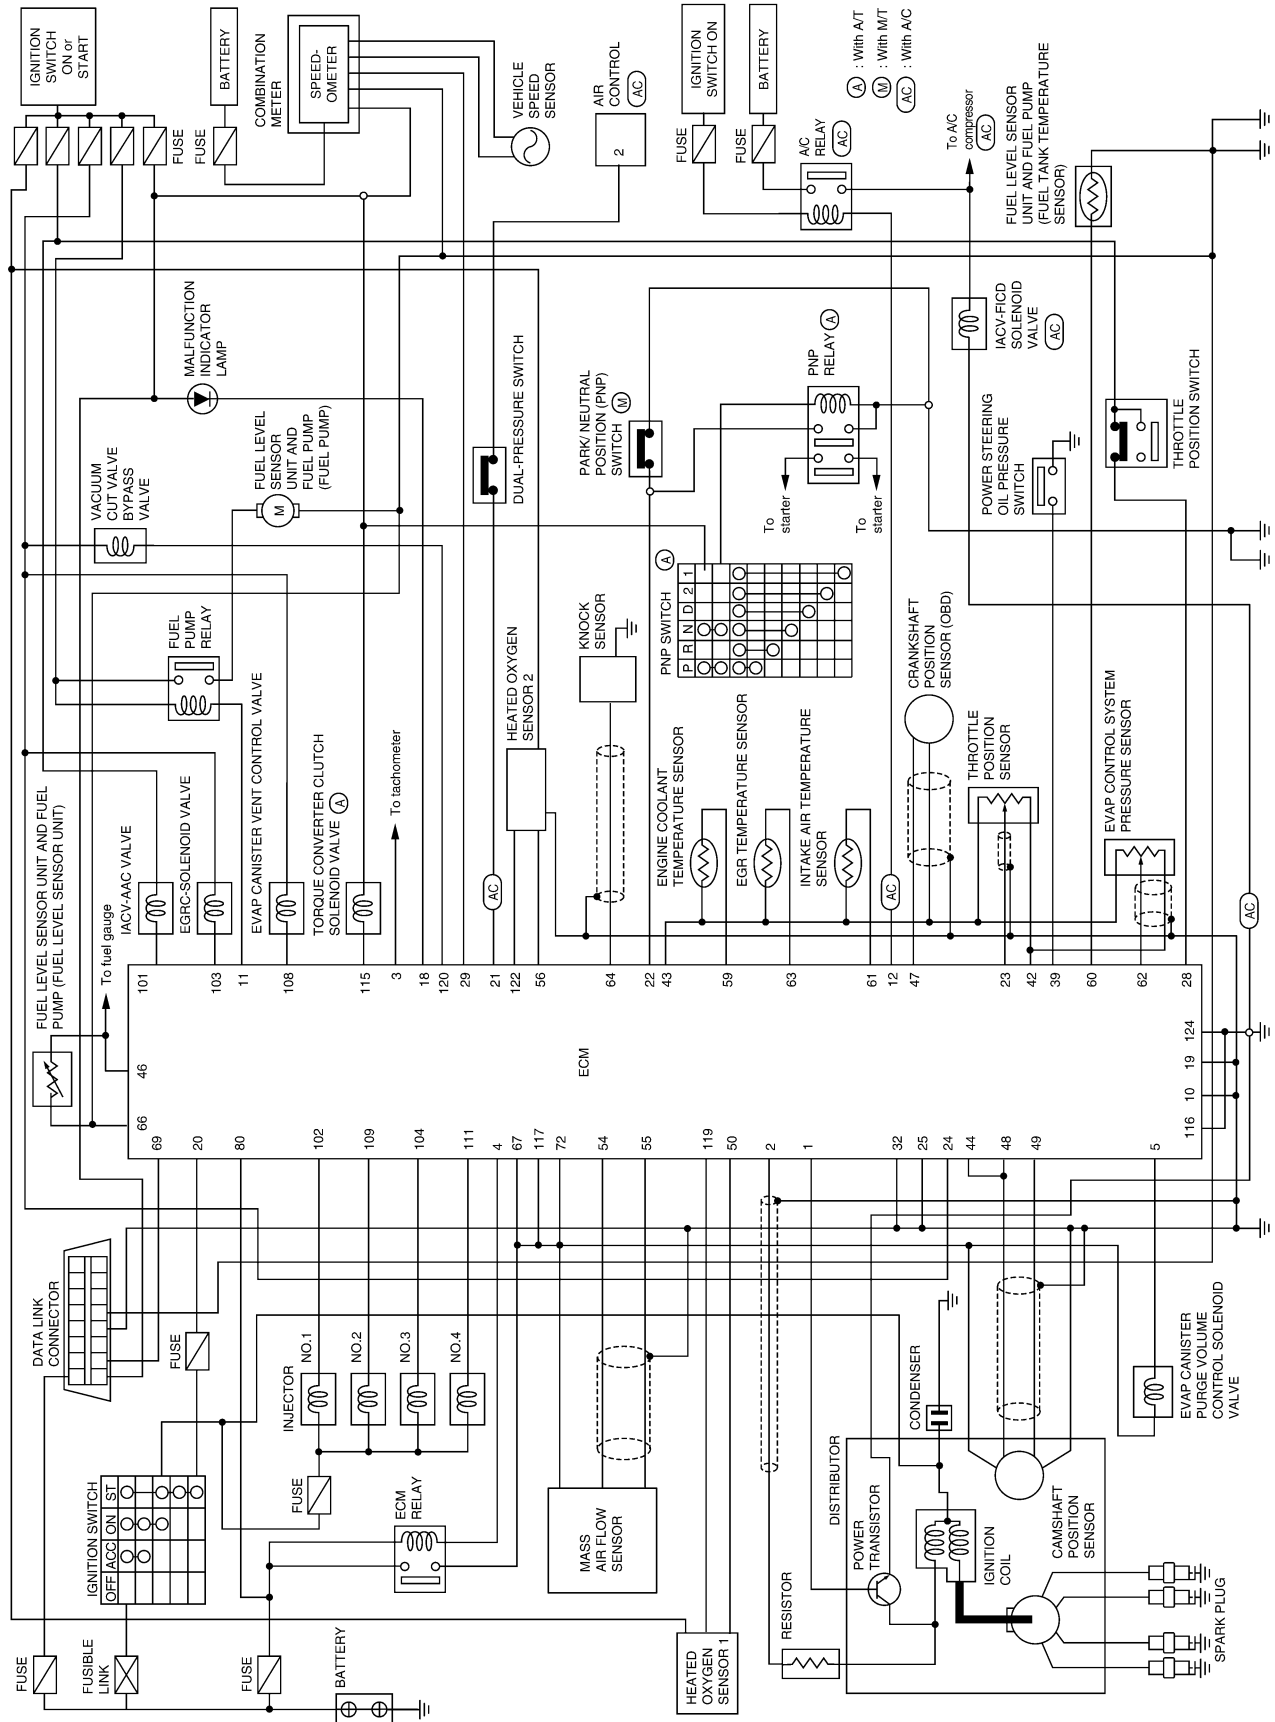 IGNITION
SWITCH
ON or
START
BATTERY
COMBINATION
METER
SPEED-
OMETER
FUSE
FUSE
VEHICLE
SPEED
SENSOR
AIR
CONTROL
AC
2
IGNITION
SWITCH ON
BATTERY
FUSE
FUSE
A/C
RELAY
AC
A : With A/T
M : With M/T
AC : With A/C
To A/C
compressor
AC
FUEL LEVEL SENSOR
UNIT AND FUEL PUMP
(FUEL TANK TEMPERATURE
SENSOR)
MALFUNCTION
INDICATOR
LAMP
VACUUM
CUT VALVE
BYPASS
VALVE
FUEL LEVEL
SENSOR
UNIT AND
FUEL PUMP
(FUEL PUMP)
M
DUAL-PRESSURE SWITCH
PARK/ NEUTRAL
POSITION (PNP)
SWITCH
M
PNP
RELAY
A
To
starter
To
starter
IACV-FICD
SOLENOID
VALVE
AC
POWER STEERING
OIL PRESSURE
SWITCH
THROTTLE
POSITION SWITCH
FUEL
PUMP
RELAY
HEATED OXYGEN
SENSOR 2
KNOCK
SENSOR
PNP SWITCH
A
P R N D 2 1
CRANKSHAFT
POSITION
SENSOR (OBD)
FUEL LEVEL SENSOR UNIT AND FUEL
PUMP (FUEL LEVEL SENSOR UNIT)
To fuel gauge
IACV-AAC VALVE
EGRC-SOLENOID VALVE
EVAP CANISTER VENT CONTROL VALVE
TORQUE CONVERTER CLUTCH
SOLENOID VALVE
A
To tachometer
AC
ENGINE COOLANT
TEMPERATURE SENSOR
EGR TEMPERATURE SENSOR
INTAKE AIR TEMPERATURE
SENSOR
AC
THROTTLE
POSITION
SENSOR
EVAP CONTROL SYSTEM
PRESSURE SENSOR
AC
101
103
11
108
115
3
18
120
29
21
122
56
64
22
43
59
63
61
12
47
23
42
39
60
62
28
46
66
ECM
124
19
10
116
69
20
80
102
109
104
111
4
67
117
72
54
55
119
50
2
1
32
25
24
44
48
49
5
DATA LINK
CONNECTOR
FUSE
INJECTOR
NO.1
NO.2
NO.3
NO.4
CONDENSER
EVAP CANISTER
PURGE VOLUME
CONTROL SOLENOID
VALVE
IGNITION SWITCH
OFF ACC ON ST
FUSE
ECM
RELAY
MASS
AIR FLOW
SENSOR
DISTRIBUTOR
POWER
TRANSISTOR
IGNITION
COIL
CAMSHAFT
POSITION
SENSOR
RESISTOR
SPARK PLUG
FUSE
FUSIBLE
LINK
FUSE
BATTERY
HEATED
OXYGEN
SENSOR 1